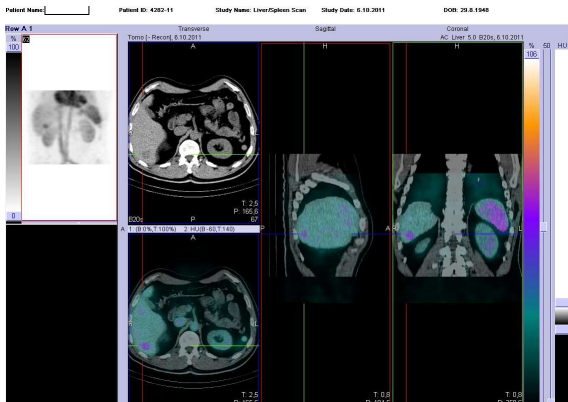 Patient Name: Patient ID: 4282-11 Study Name: Liver/Spleen Scan Study Date: 6.10.2011 DOB: 29.8.1948
Row A 1 Transverse Sagittal Coronal
Tomo [- Recon], 6.10.2011 AC Liver 5.0 B20s, 6.10.2011
% % 60 HU
100 106
A H H
L
T: 2,5
P: 165,6
B20s P 67
0
A 1 (B:0%,T:100%) 2 HU(B:-60,T:140) P A R L
A
R L
T: 2,5 T: 0,8 T: 0,8